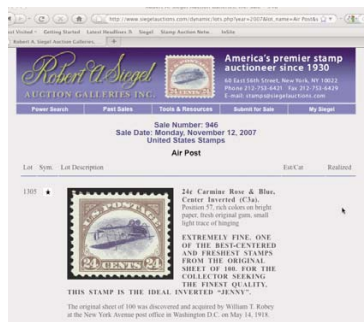 http://www.siegelauctions.com/dynamic/lots.php?year=2007&lot_name=Air Post&s
Getting Started Latest Headlines Siegel Stamp Auction Netw.
Robert A. Siegel Auction Galleries...
Robert A. Siegel
AUCTION GALLERIES INC.
America's premier stamp
auctioneer since 1930
60 East 56th Street, New York, NY 10022
Phone 212-753-6421 Fax 212-753-6429
E-mail: stamps@siegelauctions.com
Power Search Past Sales Tools & Resources Submit for Sale My Siegel
Sale Number: 946
Sale Date: Monday, November 12, 2007
United States Stamps
Air Post
Lot Sym. Lot Description Est/Cat Realized
1305
U.S. POSTAGE
24 CENTS 24
24c Carmine Rose & Blue,
Center Inverted (C3a).
Position 57, rich colors on bright
paper, fresh original gum, small
light trace of hinging
EXTREMELY FINE. ONE
OF THE BEST-CENTERED
AND FRESHEST STAMPS
FROM THE ORIGINAL
SHEET OF 100. FOR THE
COLLECTOR SEEKING
THE FINEST QUALITY,
THIS STAMP IS THE IDEAL INVERTED "JENNY".
The original sheet of 100 was discovered and acquired by William T. Robey
at the New York Avenue post office in Washington D.C. on May 14, 1918.